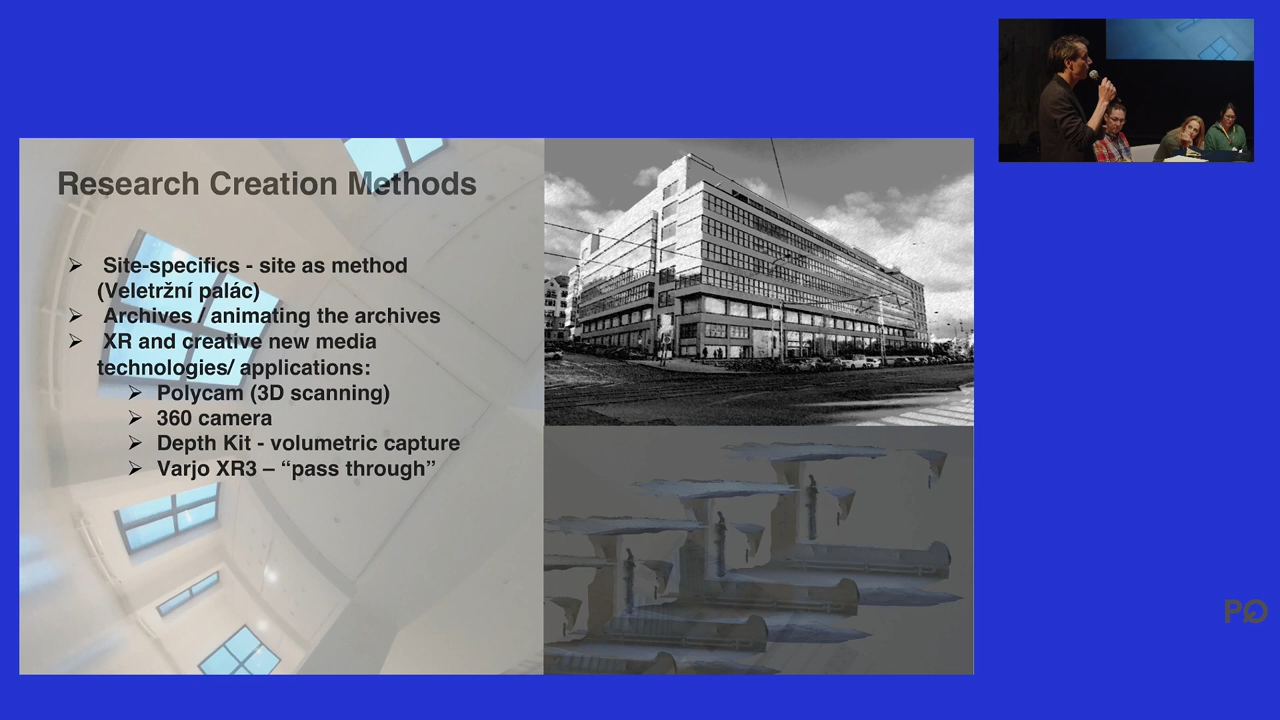 Research Creation Methods
➢ Site-specifics - site as method
(Veletržní palác)
➢ Archives / animating the archives
➢ XR and creative new media
technologies/ applications:
➢ Polycam (3D scanning)
➢ 360 camera
➢ Depth Kit - volumetric capture
➢ Varjo XR3 – “pass through”
PQ